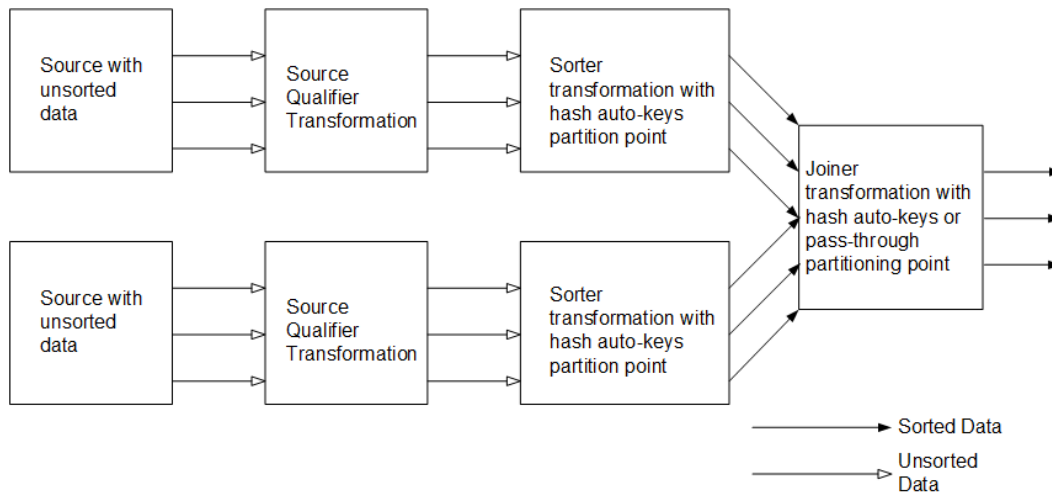 Source with
unsorted
data
Source
Qualifier
Transformation
Sorter
transformation with
hash auto-keys
partition point
Joiner
transformation with
hash auto-keys or
pass-through
partitioning point
Source with
unsorted
data
Source
Qualifier
Transformation
Sorter
transformation with
hash auto-keys
partition point
Sorted Data
Unsorted
Data